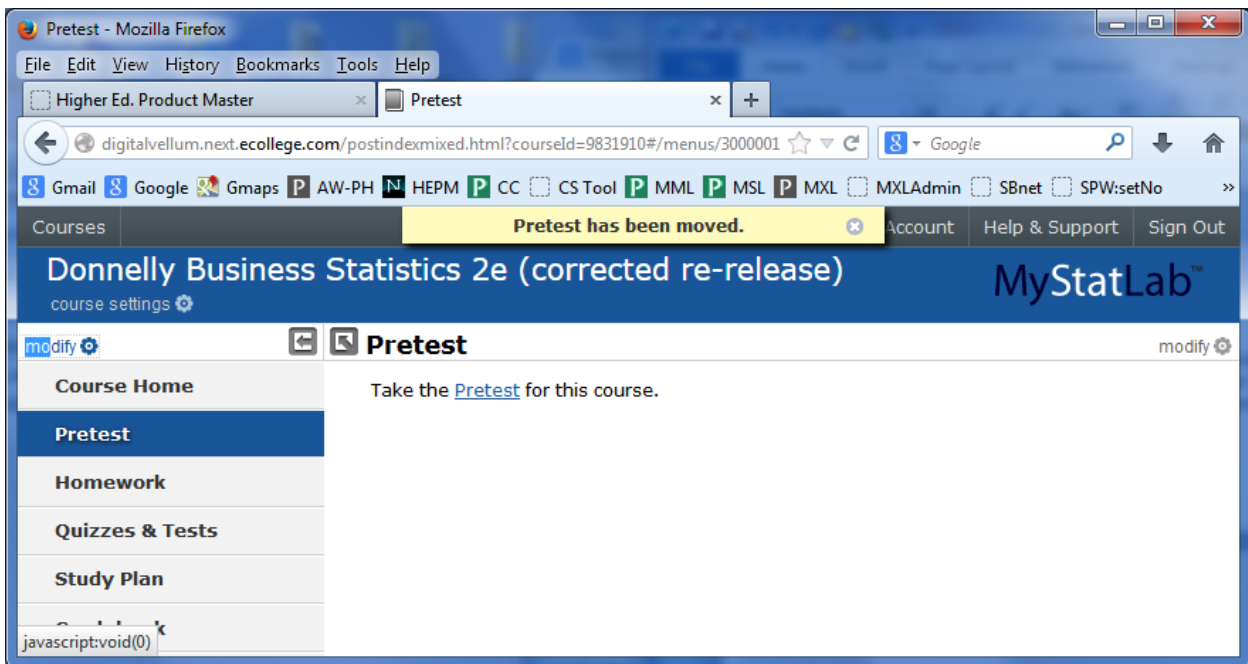 Pretest - Mozilla Firefox
File Edit View History Bookmarks Tools Help
Higher Ed. Product Master × Pretest × +
digitalvellum.next.ecollege.com/postindexmixed.html?courseId=9831910#/menus/3000001 Google
Gmail Google Gmaps AW-PH HEPM CC CS Tool MML MSL MXL MXLAdmin SBnet SPW:setNo »
Courses Pretest has been moved. Account Help & Support Sign Out
Donnelly Business Statistics 2e (corrected re-release) MyStatLab™
course settings
modify Pretest modify
Course Home
Take the Pretest for this course.
Pretest
Homework
Quizzes & Tests
Study Plan
javascript:void(0)